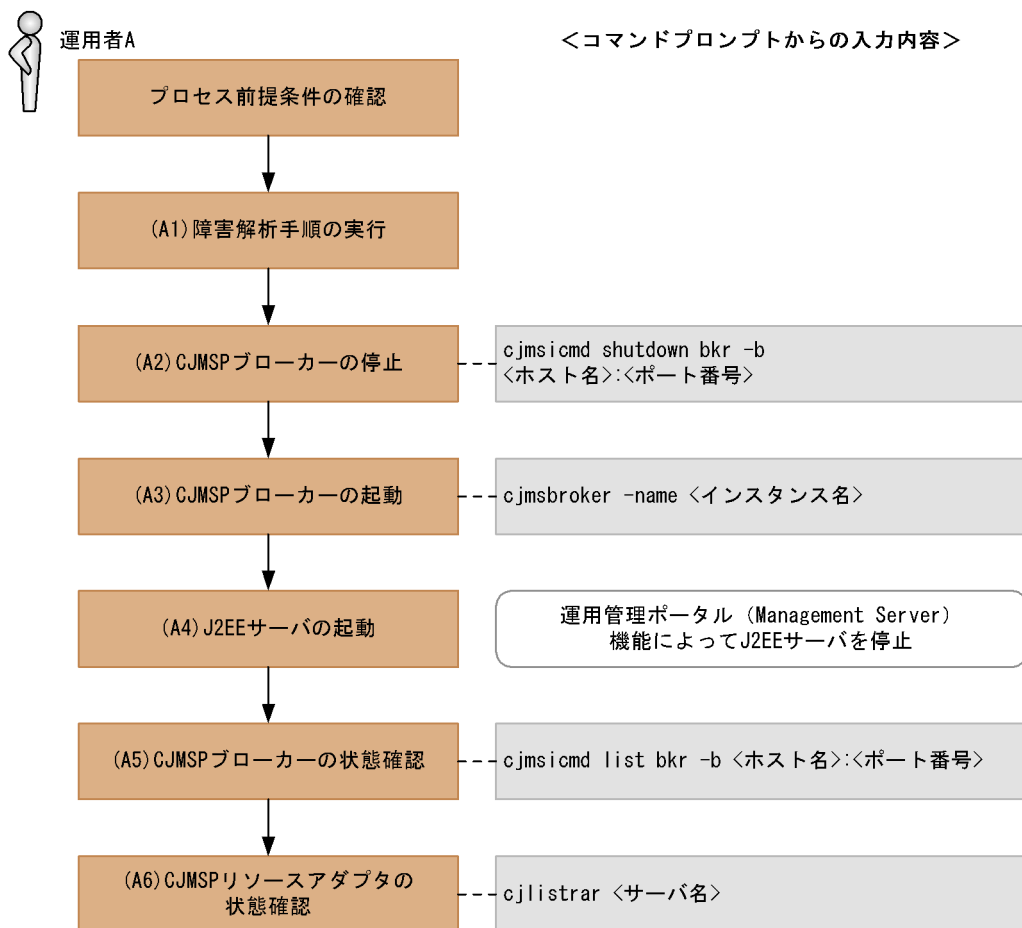 運用者A
＜コマンドプロンプトからの入力内容＞
プロセス前提条件の確認
(A1)障害解析手順の実行
(A2)CJMSPブローカーの停止
cjmsicmd shutdown bkr -b
<ホスト名>:<ポート番号>
(A3)CJMSPブローカーの起動
cjmsbroker -name <インスタンス名>
(A4)J2EEサーバの起動
運用管理ポータル（Management Server）
機能によってJ2EEサーバを停止
(A5)CJMSPブローカーの状態確認
cjmsicmd list bkr -b <ホスト名>:<ポート番号>
(A6)CJMSPリソースアダプタの
状態確認
cjlistrar <サーバ名>